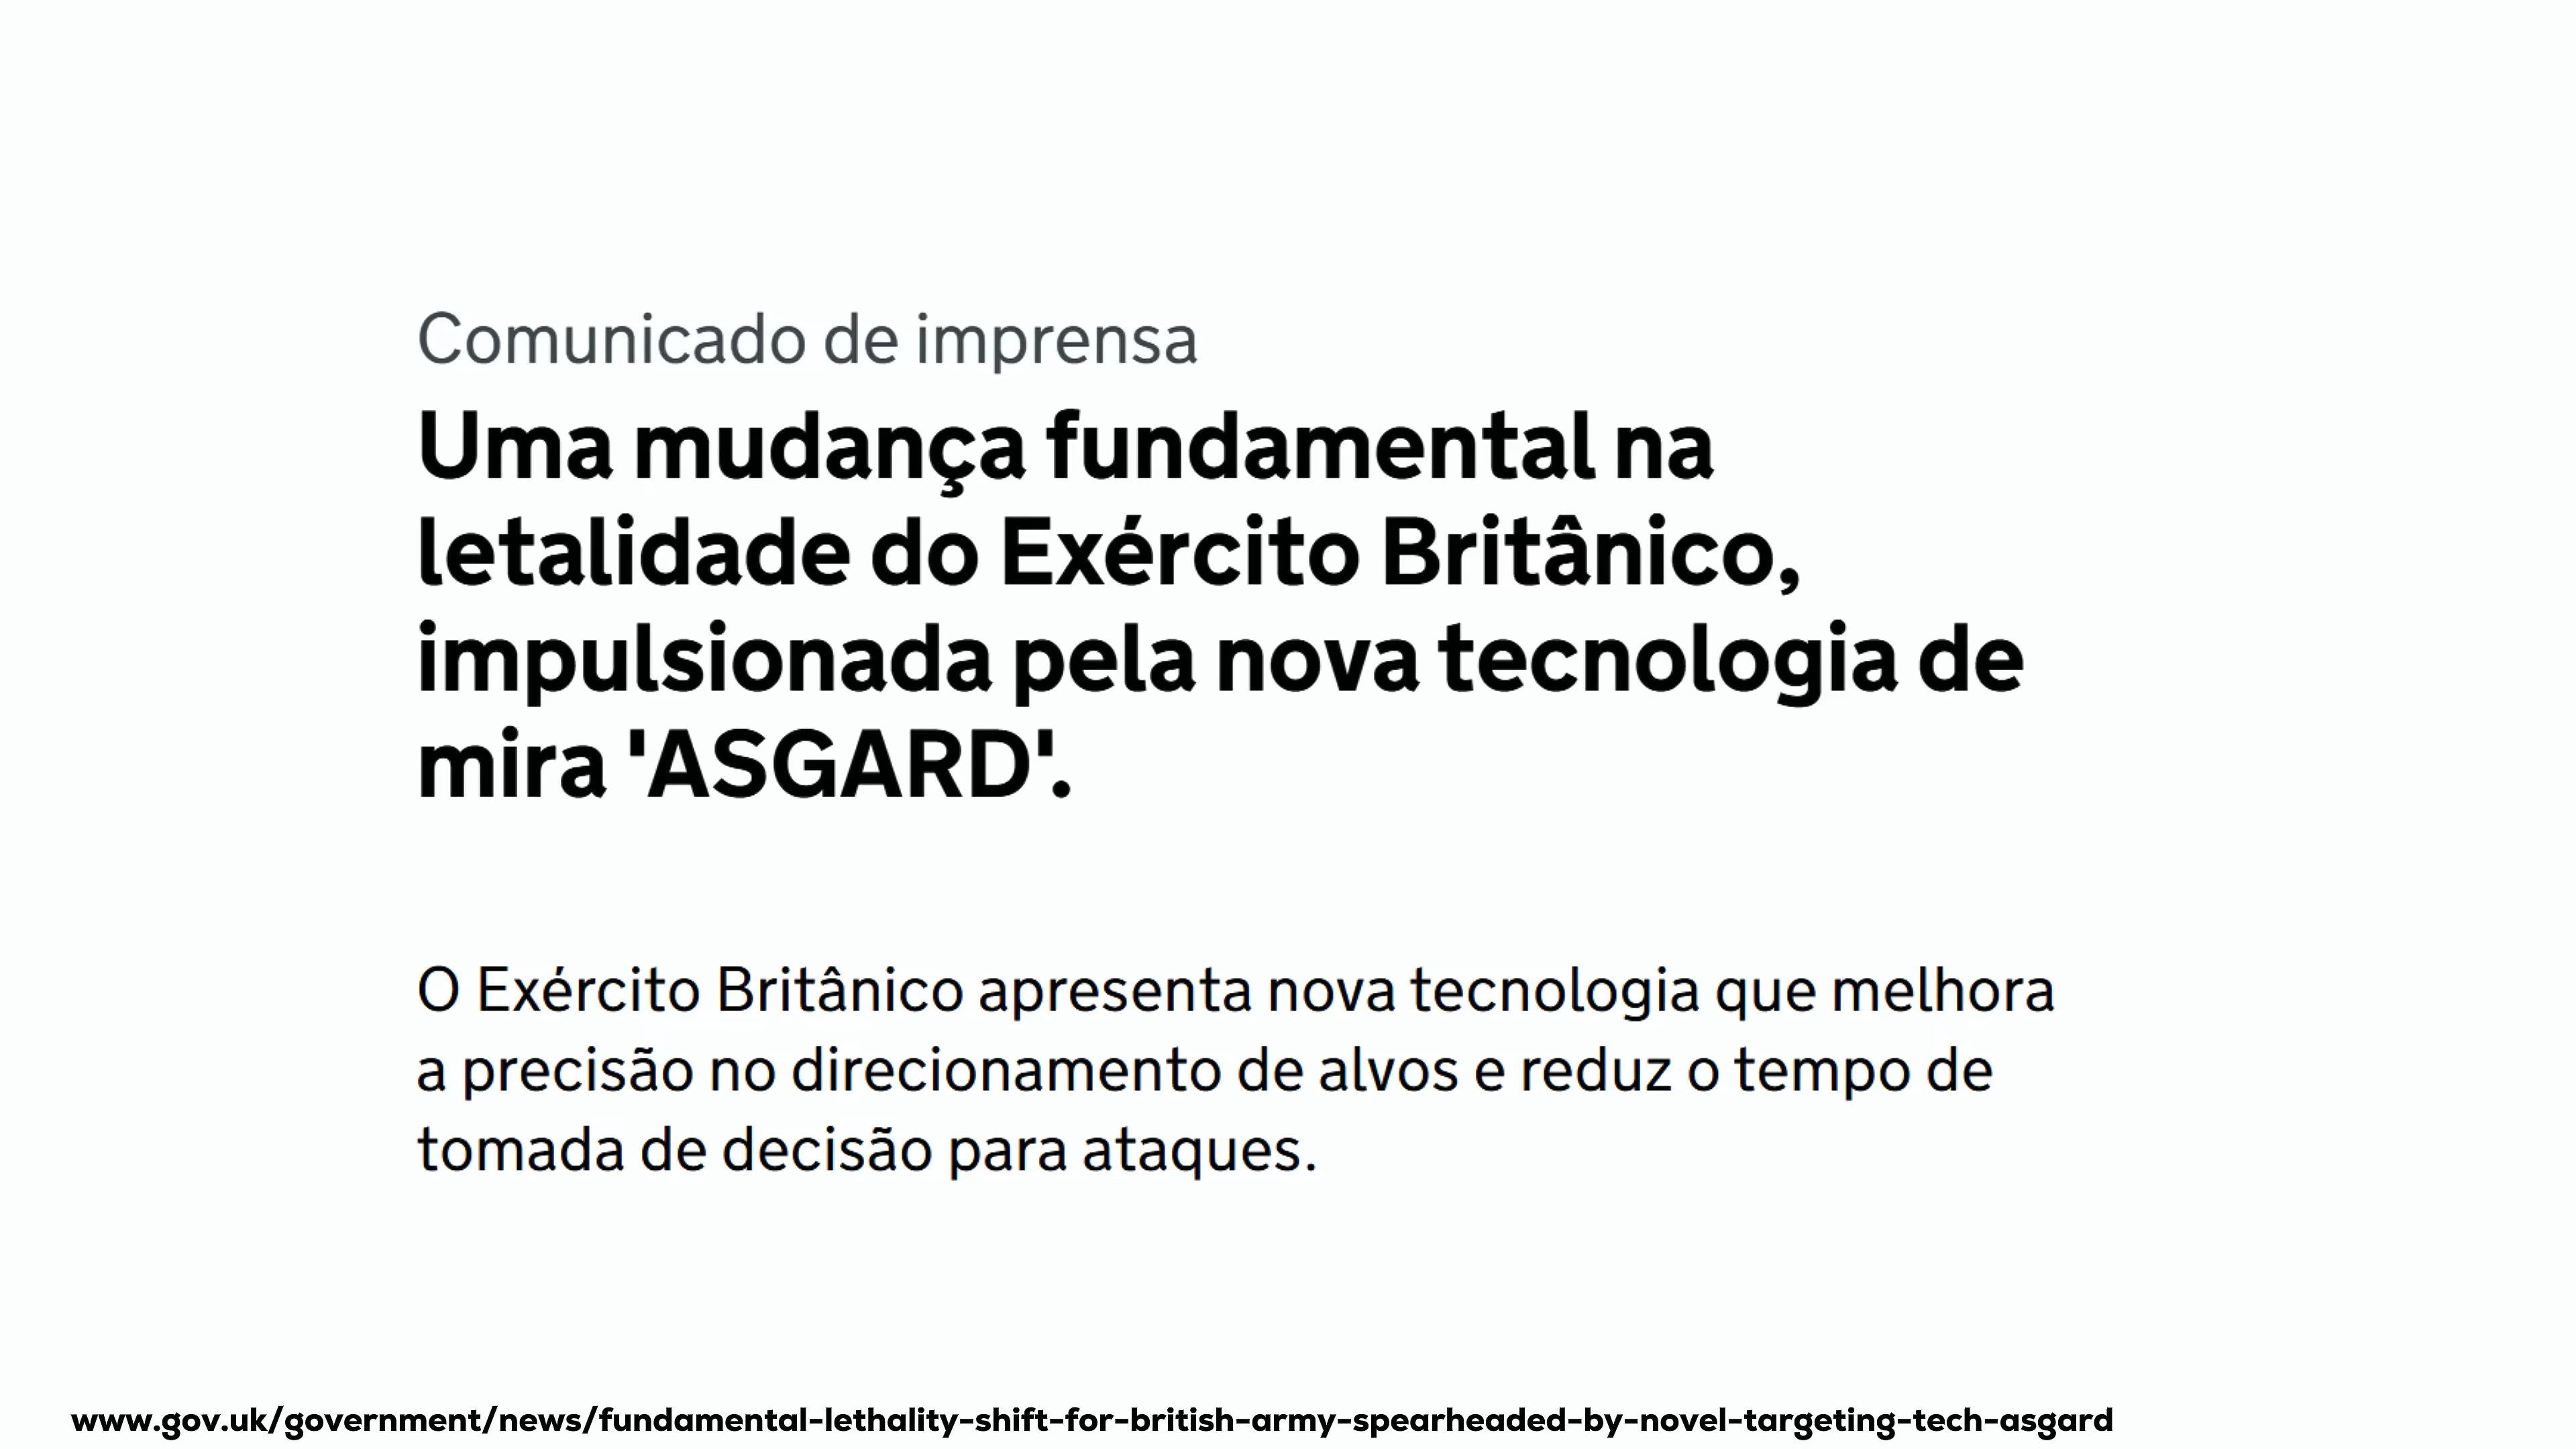 Comunicado de imprensa
Uma mudança fundamental na
letalidade do Exército Britânico,
impulsionada pela nova tecnologia de
mira 'ASGARD'.
O Exército Britânico apresenta nova tecnologia que melhora
a precisão no direcionamento de alvos e reduz o tempo de
tomada de decisão para ataques.
www.gov.uk/government/news/fundamental-lethality-shift-for-british-army-spearheaded-by-novel-targeting-tech-asgard